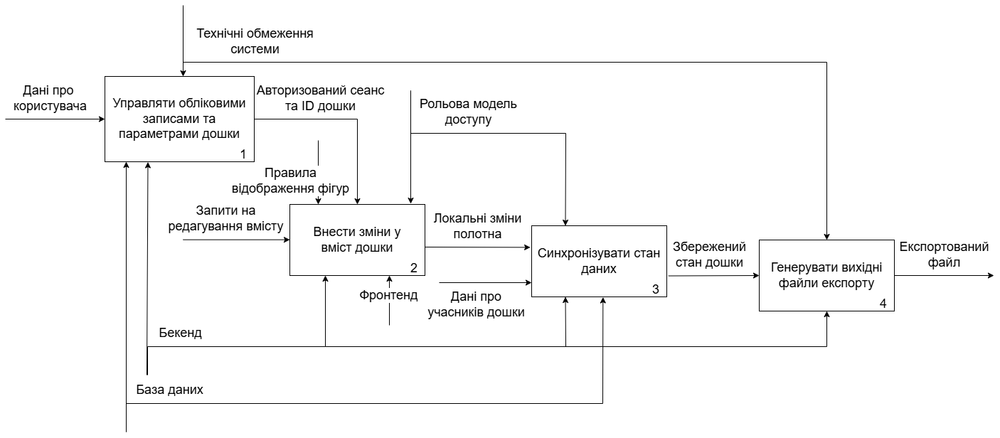 Технічні обмеження
системи
Дані про
користувача
Управляти обліковими
записами та
параметрами дошки
1
Авторизований сеанс
та ID дошки
Рольова модель
доступу
Правила
відображення фігур
Запити на
редагування вмісту
Внести зміни у
вміст дошки
2
Локальні зміни
полотна
Синхронізувати стан
даних
3
Збережений
стан дошки
Генерувати вихідні
файли експорту
4
Експортований
файл
Фронтенд
Дані про
учасників дошки
Бекенд
База даних